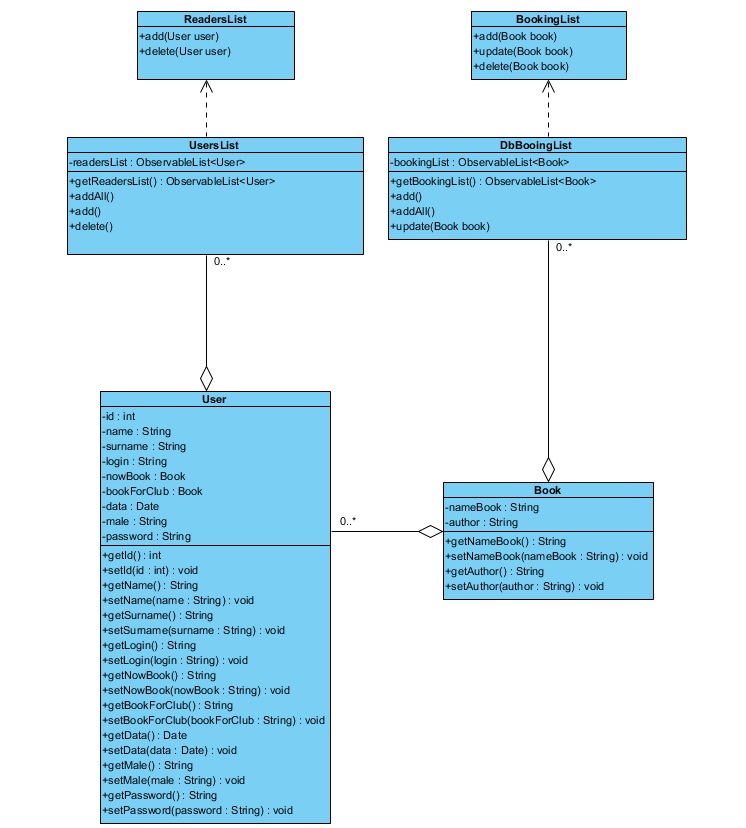 ReadersList
+add(User user)
+delete(User user)
BookingList
+add(Book book)
+update(Book book)
+delete(Book book)
UsersList
-readersList : ObservableList<User>
+getReadersList() : ObservableList<User>
+addAll()
+add()
+delete()
0..*
DbBooingList
-bookingList : ObservableList<Book>
+getBookingList() : ObservableList<Book>
+add()
+addAll()
+update(Book book)
0..*
User
-id : int
-name : String
-surname : String
-login : String
-nowBook : Book
-bookForClub : Book
-data : Date
-male : String
-password : String
+getId() : int
+setId(id : int) : void
+getName() : String
+setName(name : String) : void
+getSurname() : String
+setSurname(surname : String) : void
+getLogin() : String
+setLogin(login : String) : void
+getNowBook() : String
+setNowBook(nowBook : String) : void
+getBookForClub() : String
+setBookForClub(bookForClub : String) : void
+getData() : Date
+setData(data : Date) : void
+getMale() : String
+setMale(male : String) : void
+getPassword() : String
+setPassword(password : String) : void
0..*
Book
-nameBook : String
-author : String
+getNameBook() : String
+setNameBook(nameBook : String) : void
+getAuthor() : String
+setAuthor(author : String) : void